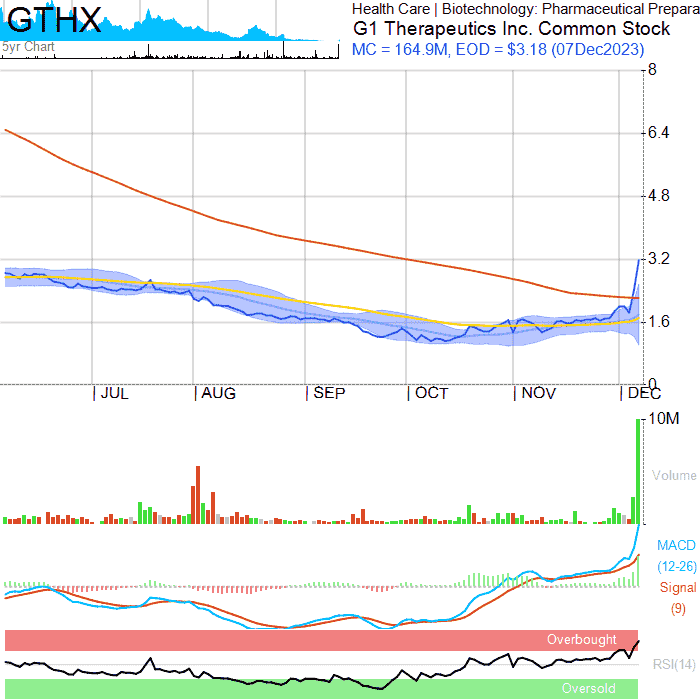 GTHX
5yr Chart
Health Care | Biotechnology: Pharmaceutical Prepara
G1 Therapeutics Inc. Common Stock
MC = 164.9M, EOD = $3.18 (07Dec2023)
8
6.4
4.8
3.2
1.6
0
JUL AUG SEP OCT NOV DEC
10M
Volume
MACD
(12-26)
Signal
(9)
Overbought
RSI(14)
Oversold